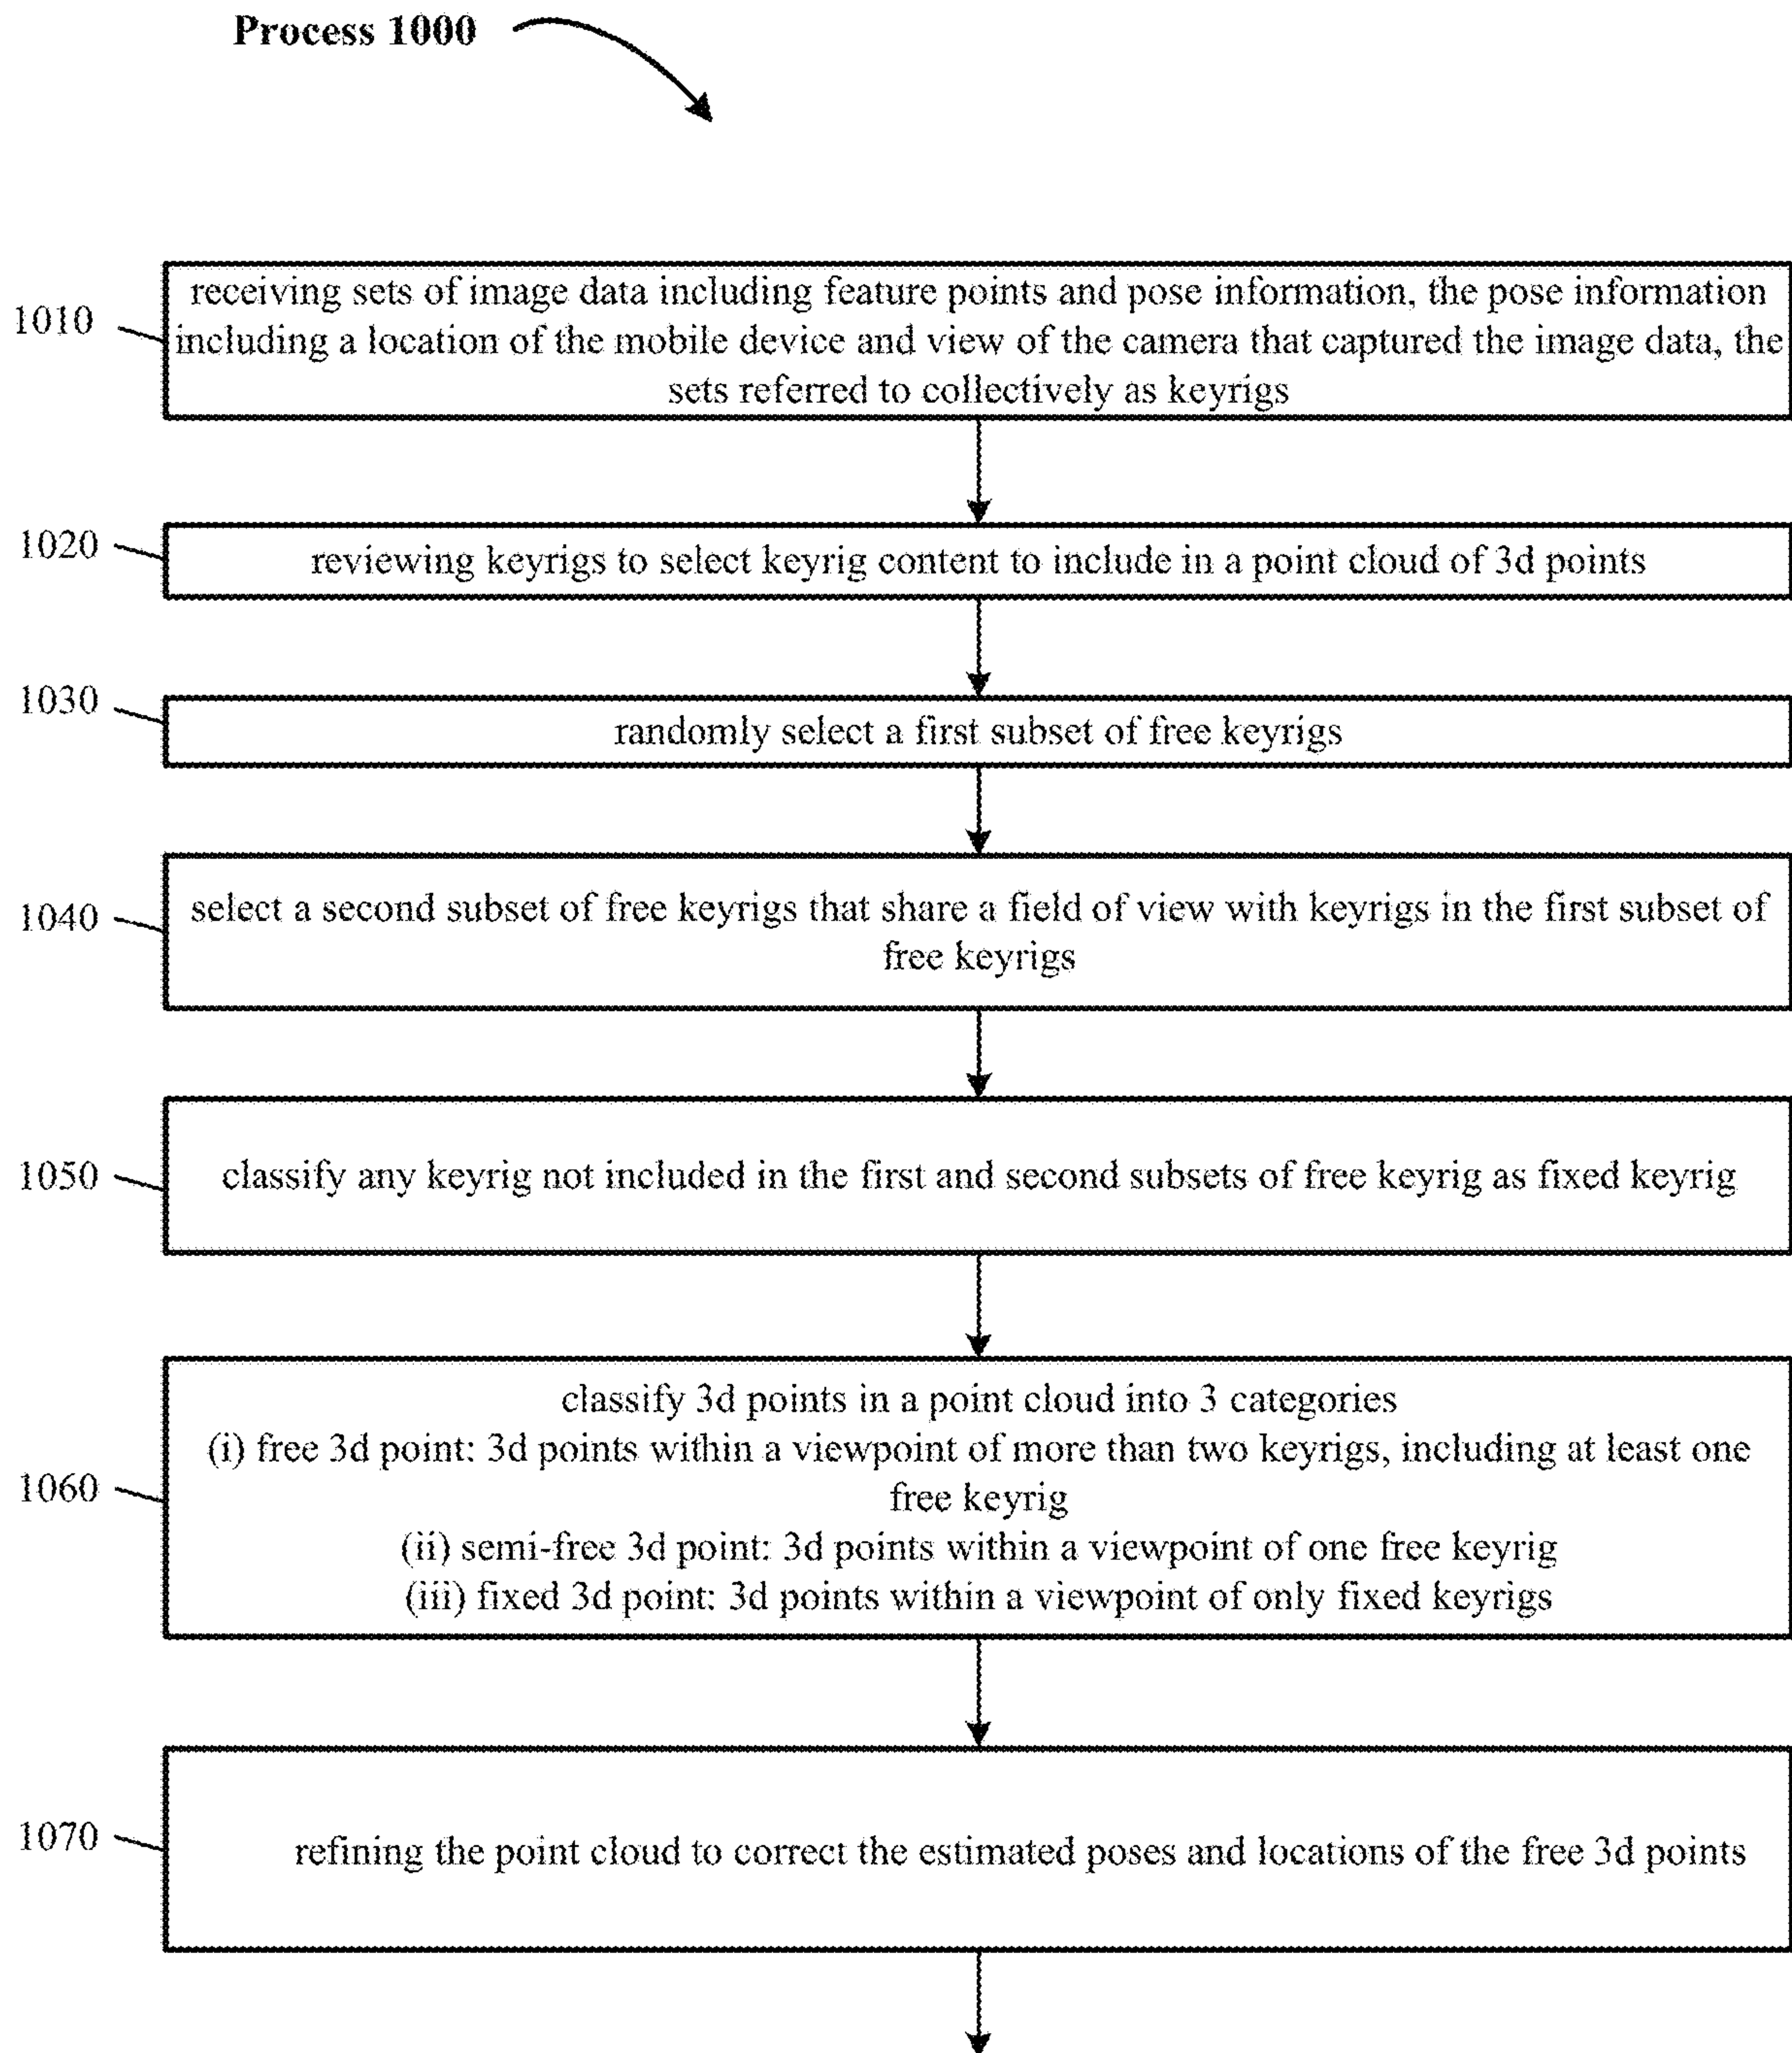 Process 1000
1010
receiving sets of image data including feature points and pose information, the pose information
including a location of the mobile device and view of the camera that captured the image data, the
sets referred to collectively as keyrigs
1020
reviewing keyrigs to select keyrig content to include in a point cloud of 3d points
1030
randomly select a first subset of free keyrigs
1040
select a second subset of free keyrigs that share a field of view with keyrigs in the first subset of
free keyrigs
1050
classify any keyrig not included in the first and second subsets of free keyrig as fixed keyrig
1060
classify 3d points in a point cloud into 3 categories
(i) free 3d point: 3d points within a viewpoint of more than two keyrigs, including at least one
free keyrig
(ii) semi-free 3d point: 3d points within a viewpoint of one free keyrig
(iii) fixed 3d point: 3d points within a viewpoint of only fixed keyrigs
1070
refining the point cloud to correct the estimated poses and locations of the free 3d points